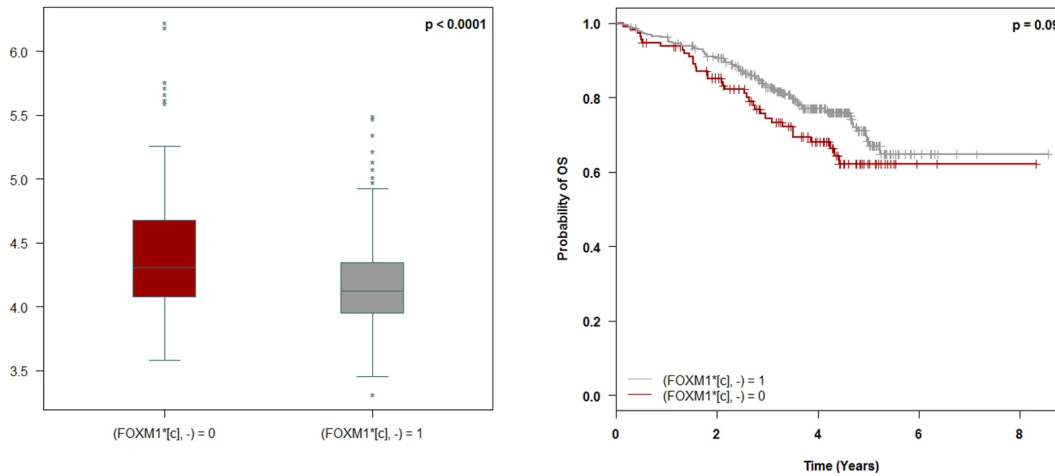 p < 0.0001
6.0
5.5
5.0
4.5
4.0
3.5
(FOXM1*[c], -) = 0
(FOXM1*[c], -) = 1
p = 0.09
Probability of OS
1.0
0.8
0.6
0.4
0.2
0.0
(FOXM1*[c], -) = 1
(FOXM1*[c], -) = 0
0 2 4 6 8
Time (Years)